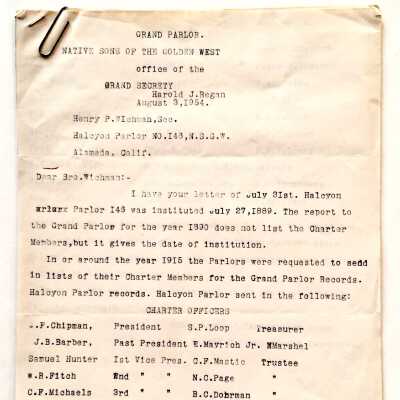 GRAND PARLOR.
NATIVE SONS OF THE GOLDEN WEST
office of the
GRAND SECRETY
Harold J.Regan
August 3,1954.
Henry P.Wichman,Sec.
Halcyon Parlor NO.146,N.S.G.W.
Alameda, Calif.
Dear Bro.Wichman:-
I have your letter of July 31st. Halcyon
Parlor 146 was instituted July 27,1889. The report to
the Grand Parlor for the year 1890 does not list the Charter
Members,but it gives the date of institution.
In or around the year 1915 the Parlors were requested to send
in lists of their Charter Members for the Grand Parlor Records.
Halcyon Parlor records. Halcyon Parlor sent in the following:
CHARTER OFFICERS
J.F.Chipman, President S.P.Loop Treasurer
J.B.Barber, Past President E.Mavrich Jr. Marshel
Samuel Hunter 1st Vice Pres. C.F.Mastic Trustee
W.R.Fitch 2nd " " N.C.Page "
C.F.Michaels 3rd " " B.C.Dohrman "